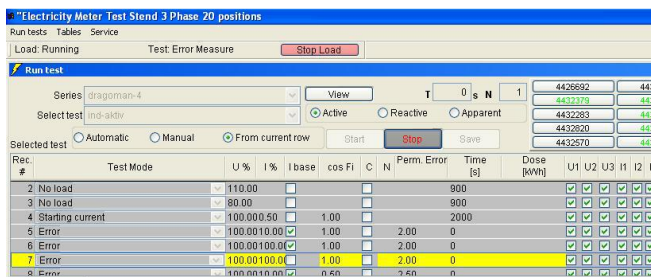 "Electricity Meter Test Stend 3 Phase 20 positions
Run tests Tables Service
Load: Running Test: Error Measure Stop Load
Run test
Series dragoman-4 View T 0 s N 1
Select test ind-aktiv Active Reactive Apparent
Selected test Automatic Manual From current row Start Stop Save
4426692
4432379
4432283
4432820
4432570
Rec. # Test Mode U % I % I base cos Fi C N Perm. Error Time [s] Dose [kWh] U1 U2 U3 I1 I2
2 No load 110.00 900
3 No load 80.00 900
4 Starting current 100.00 0.50 1.00 2000
5 Error 100.00 10.00 1.00 2.00 0
6 Error 100.00 100.00 1.00 2.00 0
7 Error 100.00 100.00 1.00 2.00 0
8 Error 100.00 10.00 0.50 2.50 0